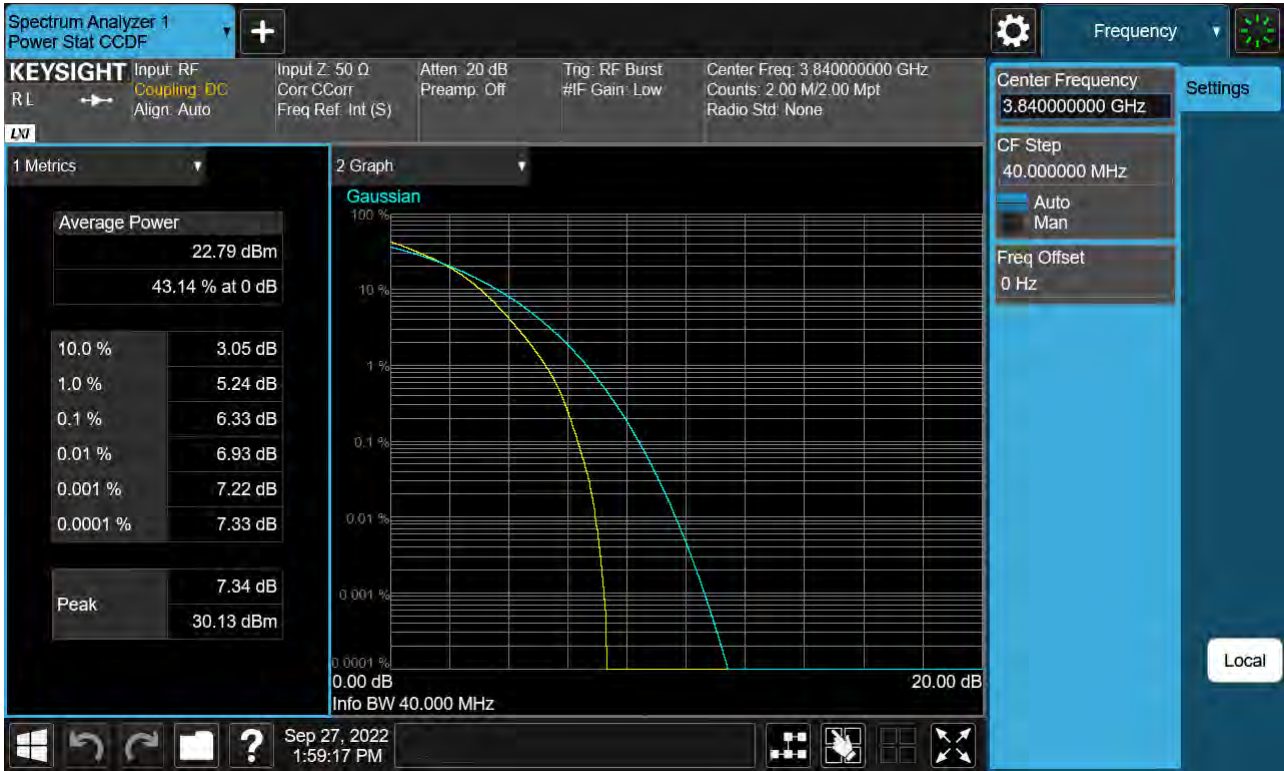 Spectrum Analyzer 1
Power Stat CCDF
+
Frequency
KEYSIGHT
RL
LXI
Input: RF
Coupling: DC
Align: Auto
Input Z: 50 Ω
Corr CCorr
Freq Ref: Int (S)
Atten: 20 dB
Preamp: Off
Trig: RF Burst
#IF Gain: Low
Center Freq: 3.840000000 GHz
Counts: 2.00 M/2.00 Mpt
Radio Std: None
Center Frequency
3.840000000 GHz
Settings
CF Step
40.000000 MHz
Auto
Man
Freq Offset
0 Hz
1 Metrics
Average Power
22.79 dBm
43.14 % at 0 dB
10.0 % 3.05 dB
1.0 % 5.24 dB
0.1 % 6.33 dB
0.01 % 6.93 dB
0.001 % 7.22 dB
0.0001 % 7.33 dB
Peak
7.34 dB
30.13 dBm
2 Graph
Gaussian
100 %
10 %
1 %
0.1 %
0.01 %
0.001 %
0.0001 %
0.00 dB 20.00 dB
Info BW 40.000 MHz
Local
?
Sep 27, 2022
1:59:17 PM